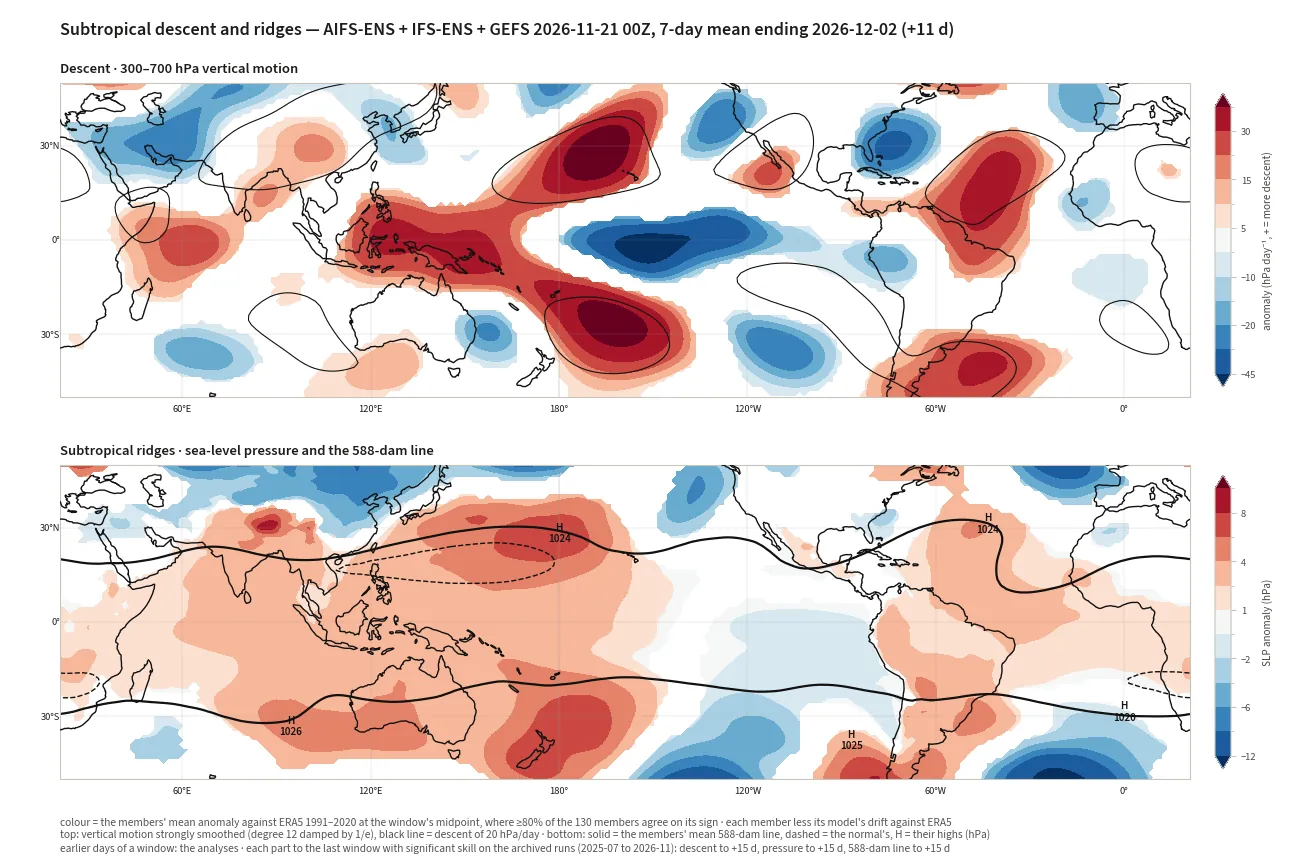 Subtropical descent and ridges — AIFS-ENS + IFS-ENS + GEFS 2026-11-21 00Z, 7-day mean ending 2026-12-02 (+11 d)
Descent · 300–700 hPa vertical motion
30°N
0°
30°S
60°E
120°E
180°
120°W
60°W
0°
30
15
5
−10
−20
−45
anomaly (hPa day⁻¹, + = more descent)
Subtropical ridges · sea-level pressure and the 588-dam line
30°N
0°
30°S
H
1024
H
1024
H
1026
H
1025
H
1020
60°E
120°E
180°
120°W
60°W
0°
8
4
1
−2
−6
−12
SLP anomaly (hPa)
colour = the members' mean anomaly against ERA5 1991–2020 at the window's midpoint, where ≥80% of the 130 members agree on its sign · each member less its model's drift against ERA5
top: vertical motion strongly smoothed (degree 12 damped by 1/e), black line = descent of 20 hPa/day · bottom: solid = the members' mean 588-dam line, dashed = the normal's, H = their highs (hPa)
earlier days of a window: the analyses · each part to the last window with significant skill on the archived runs (2025-07 to 2026-11): descent to +15 d, pressure to +15 d, 588-dam line to +15 d